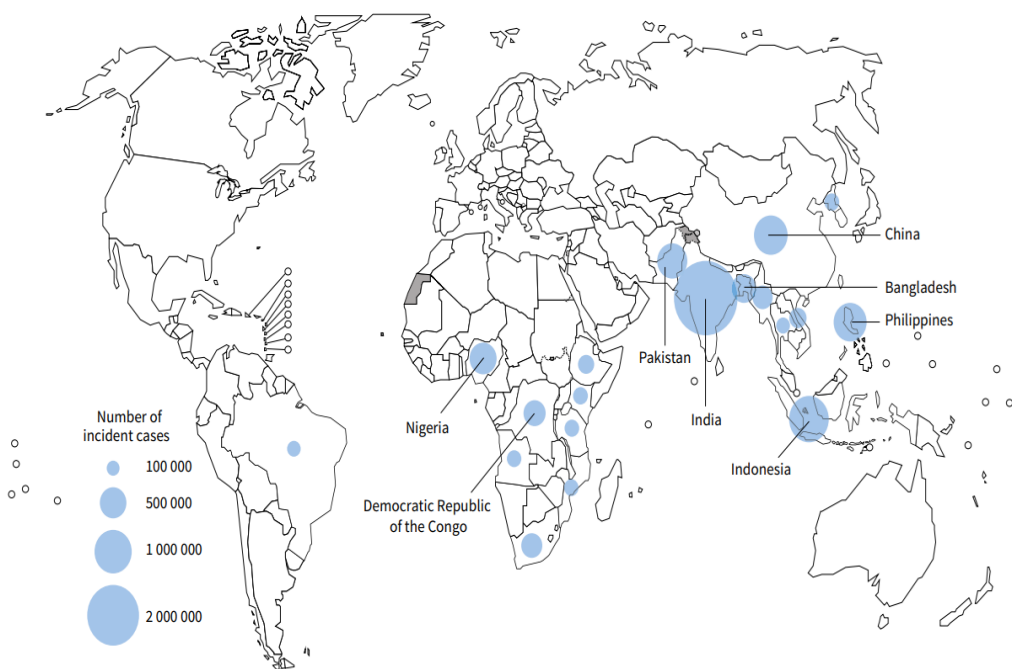 China
Bangladesh
Philippines
Pakistan
India
Nigeria
Indonesia
Democratic Republic
of the Congo
Number of
incident cases
100 000
500 000
1 000 000
2 000 000